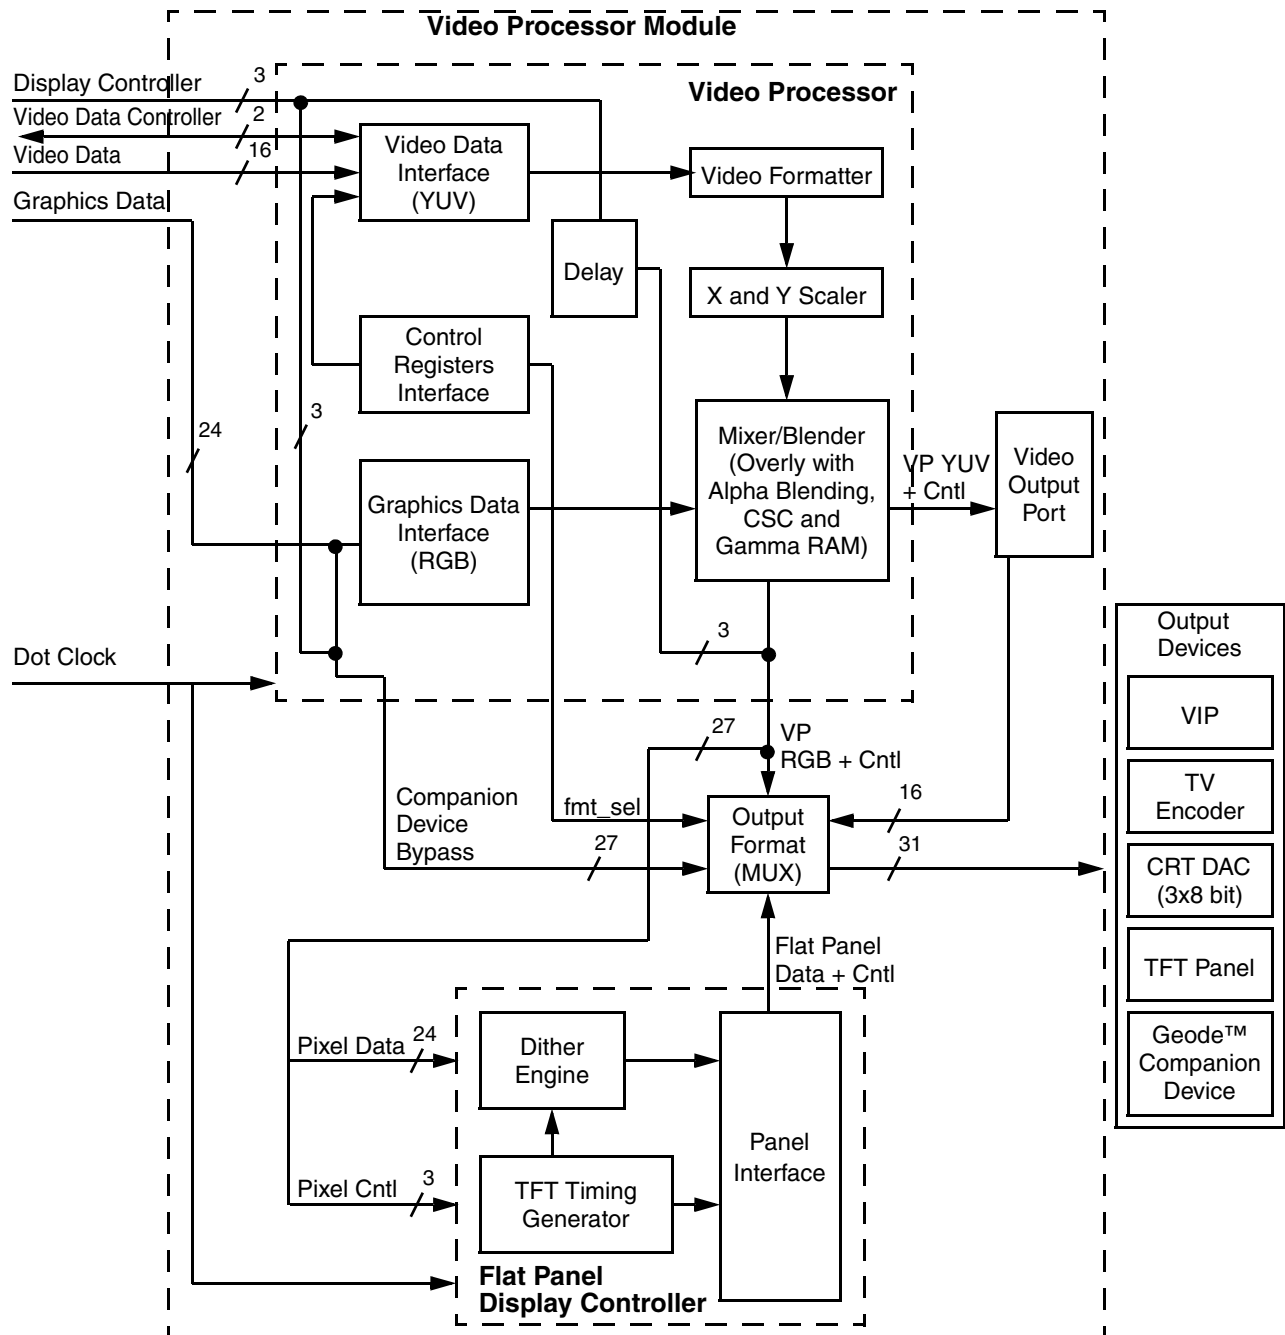 Video Processor Module
Display Controller
3
Video Processor
Video Data Controller
2
Video Data
16
Graphics Data
Video Data
Interface
(YUV)
Video Formatter
Delay
X and Y Scaler
Control
Registers
Interface
3
24
Mixer/Blender
(Overly with
Alpha Blending,
CSC and
Gamma RAM)
VP YUV
+ Cntl
Video
Output
Port
Graphics Data
Interface
(RGB)
3
Dot Clock
27
VP
RGB + Cntl
Companion
Device
Bypass
fmt_sel
27
Output
Format
(MUX)
16
31
Flat Panel
Data + Cntl
Pixel Data
24
Dither
Engine
Pixel Cntl
3
TFT Timing
Generator
Panel
Interface
Flat Panel
Display Controller
Output
Devices
VIP
TV
Encoder
CRT DAC
(3x8 bit)
TFT Panel
Geode™
Companion
Device